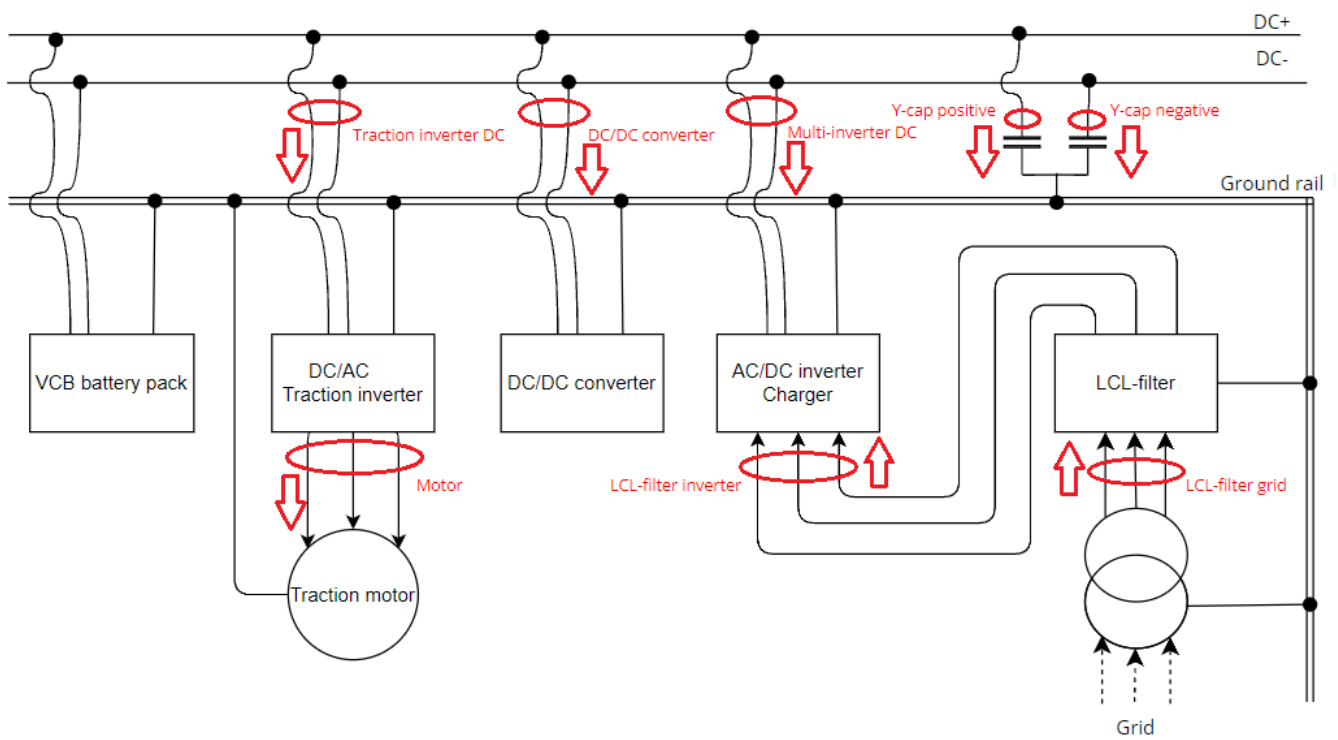 DC+
DC-
Y-cap positive
Y-cap negative
Traction inverter DC
DC/DC converter
Multi-inverter DC
Ground rail
VCB battery pack
DC/AC
Traction inverter
DC/DC converter
AC/DC inverter
Charger
LCL-filter
Motor
LCL-filter inverter
LCL-filter grid
Traction motor
Grid